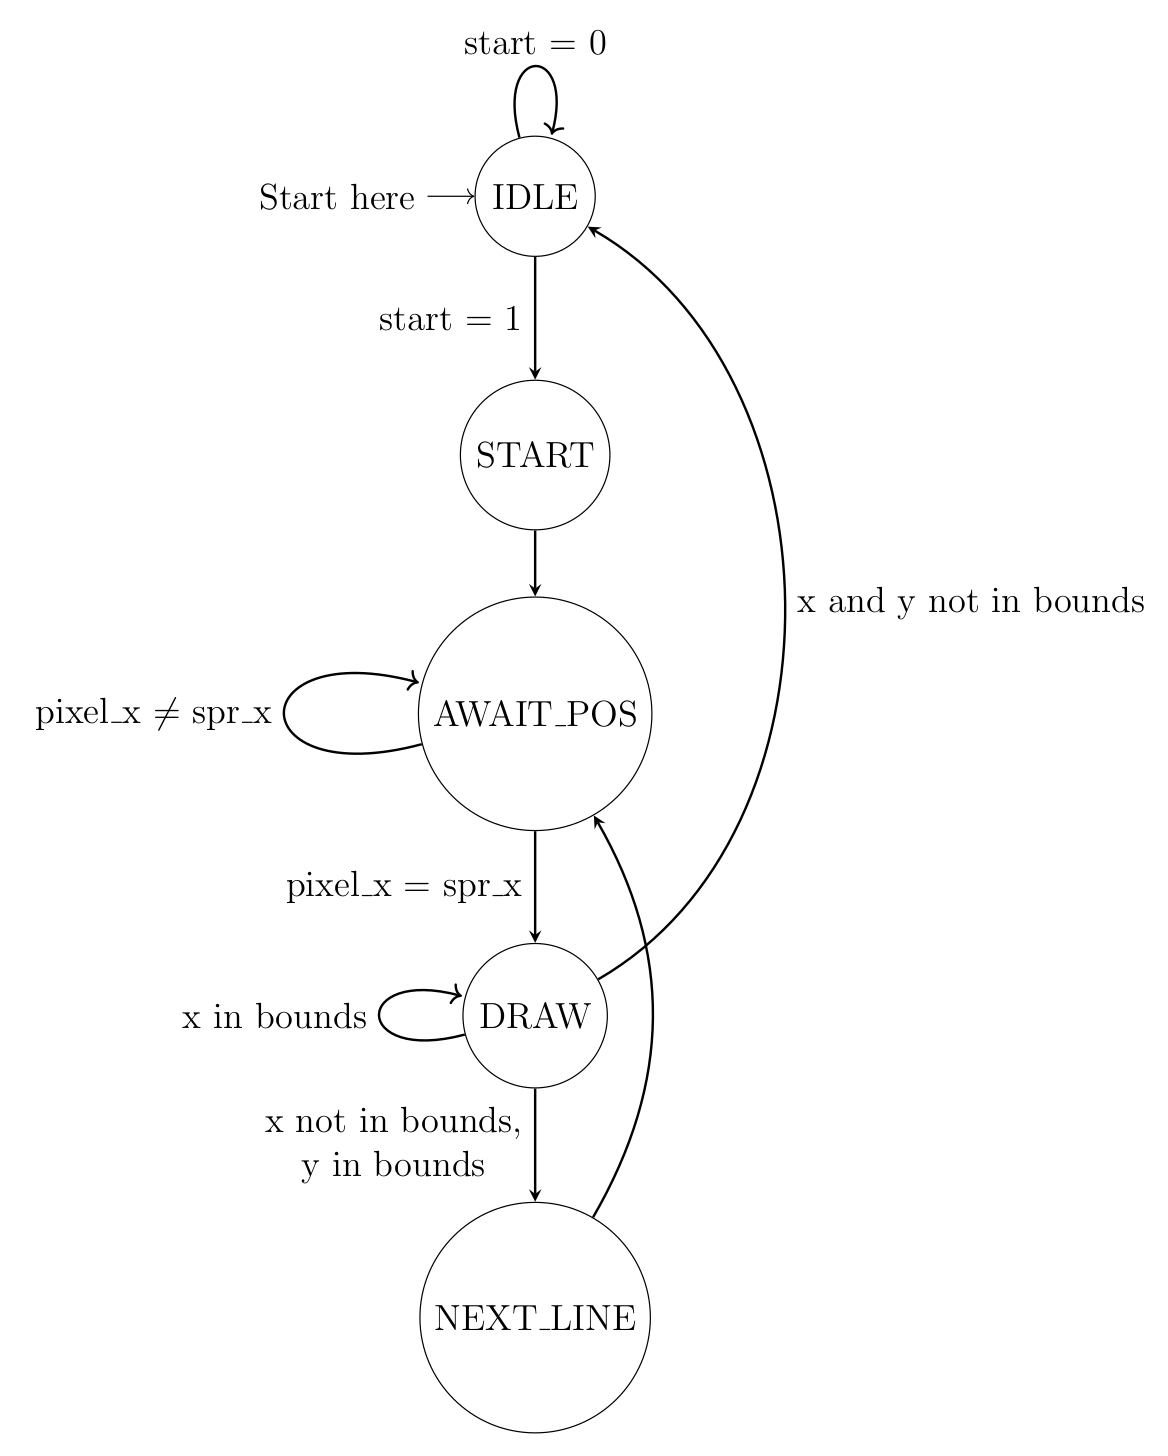 start = 0
Start here
IDLE
start = 1
START
x and y not in bounds
pixel_x ≠ spr_x
AWAIT_POS
pixel_x = spr_x
x in bounds
DRAW
x not in bounds,
y in bounds
NEXT_LINE